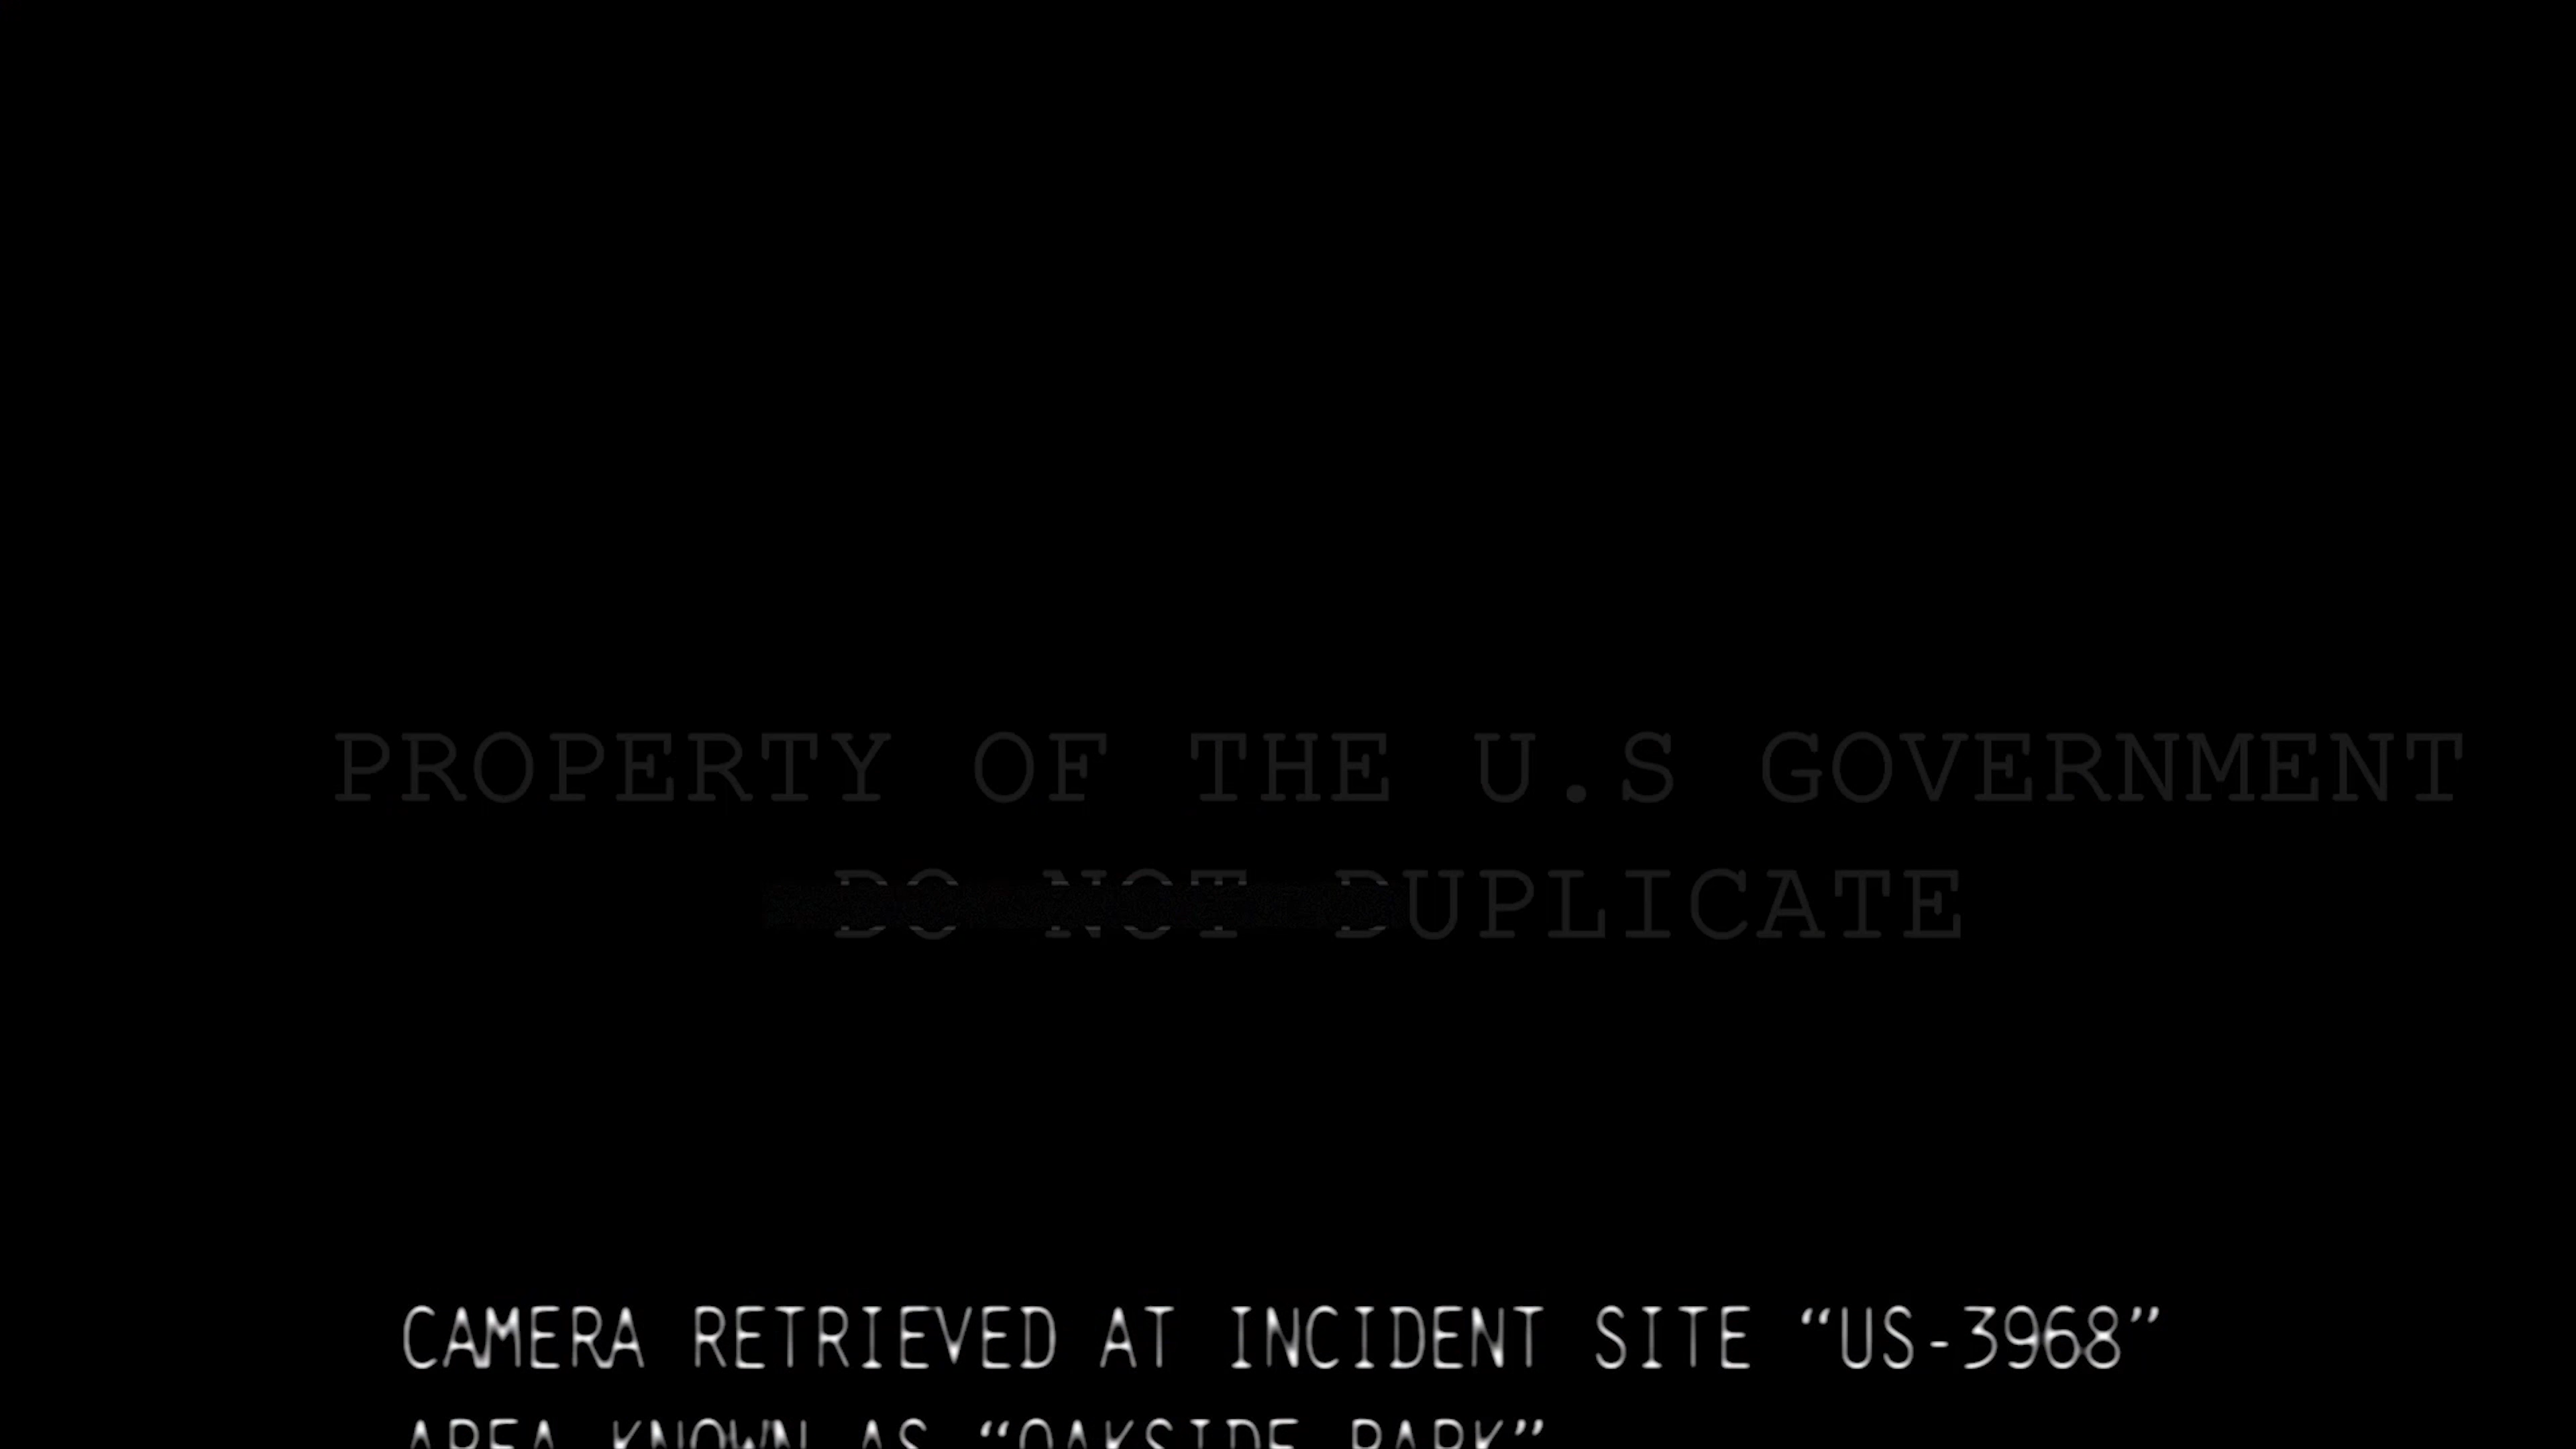 PROPERTY OF THE U.S GOVERNMENT
DO NOT DUPLICATE
CAMERA RETRIEVED AT INCIDENT SITE “US-3968”
AREA KNOWN AS “OAKSIDE PARK”